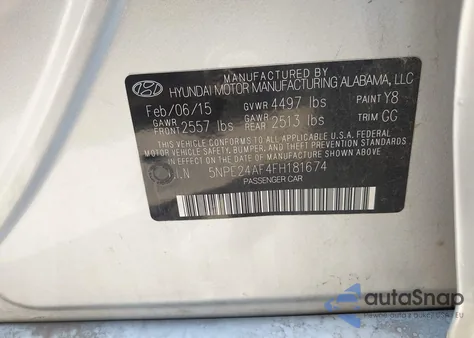 MANUFACTURED BY
HYUNDAI MOTOR MANUFACTURING ALABAMA, LLC
Feb/06/15 GVWR 4497 lbs PAINT Y8
GAWR FRONT 2557 lbs GAWR REAR 2513 lbs TRIM GG
THIS VEHICLE CONFORMS TO ALL APPLICABLE U.S.A. FEDERAL
MOTOR VEHICLE SAFETY, BUMPER, AND THEFT PREVENTION STANDARDS
IN EFFECT ON THE DATE OF MANUFACTURE SHOWN ABOVE.
5NPE24AF4FH181674
PASSENGER CAR
autoSnap